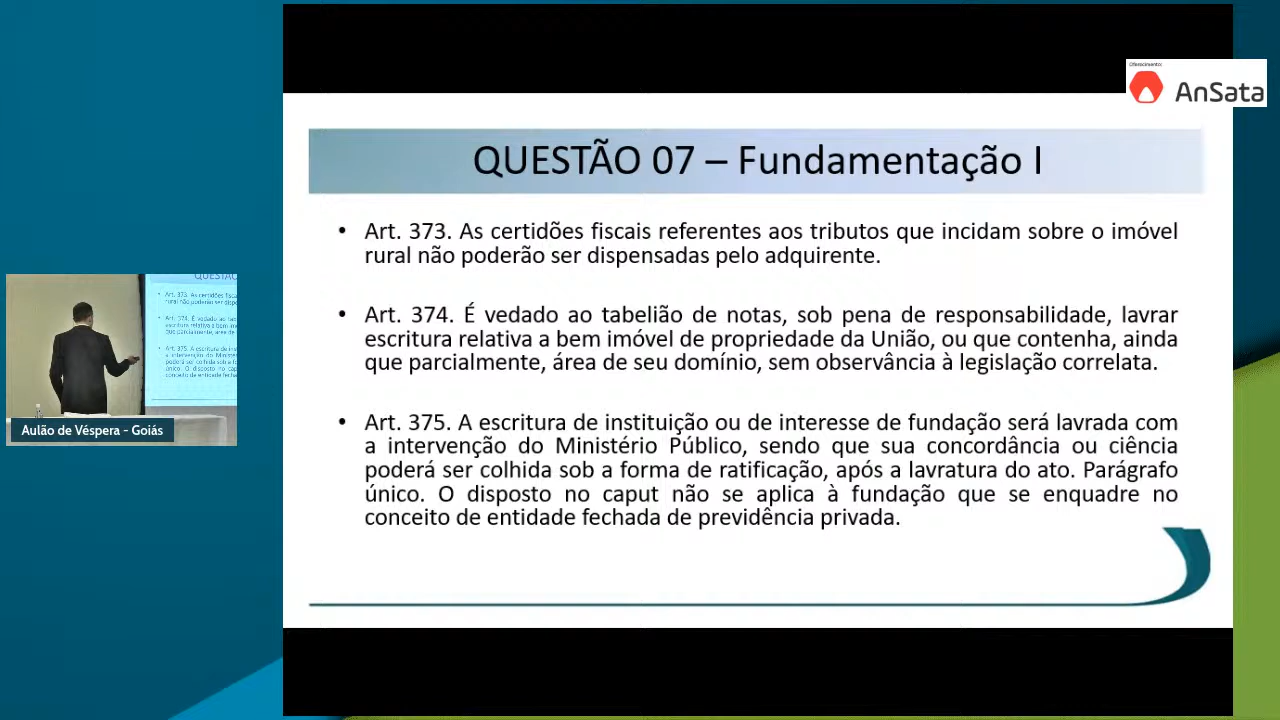 Oferecimento:
AnSata
QUESTÃO 07 – Fundamentação I
• Art. 373. As certidões fiscais referentes aos tributos que incidam sobre o imóvel
rural não poderão ser dispensadas pelo adquirente.
• Art. 374. É vedado ao tabelião de notas, sob pena de responsabilidade, lavrar
escritura relativa a bem imóvel de propriedade da União, ou que contenha, ainda
que parcialmente, área de seu domínio, sem observância à legislação correlata.
• Art. 375. A escritura de instituição ou de interesse de fundação será lavrada com
a intervenção do Ministério Público, sendo que sua concordância ou ciência
poderá ser colhida sob a forma de ratificação, após a lavratura do ato. Parágrafo
único. O disposto no caput não se aplica à fundação que se enquadre no
conceito de entidade fechada de previdência privada.
Aulão de Véspera - Goiás